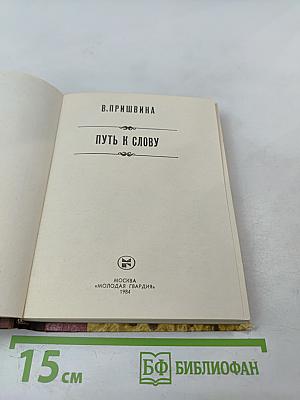 В. ПРИШВИНА
ПУТЬ К СЛОВУ
МОСКВА
«МОЛОДАЯ ГВАРДИЯ»
1984
15 см
БФ БИБЛИОФАН